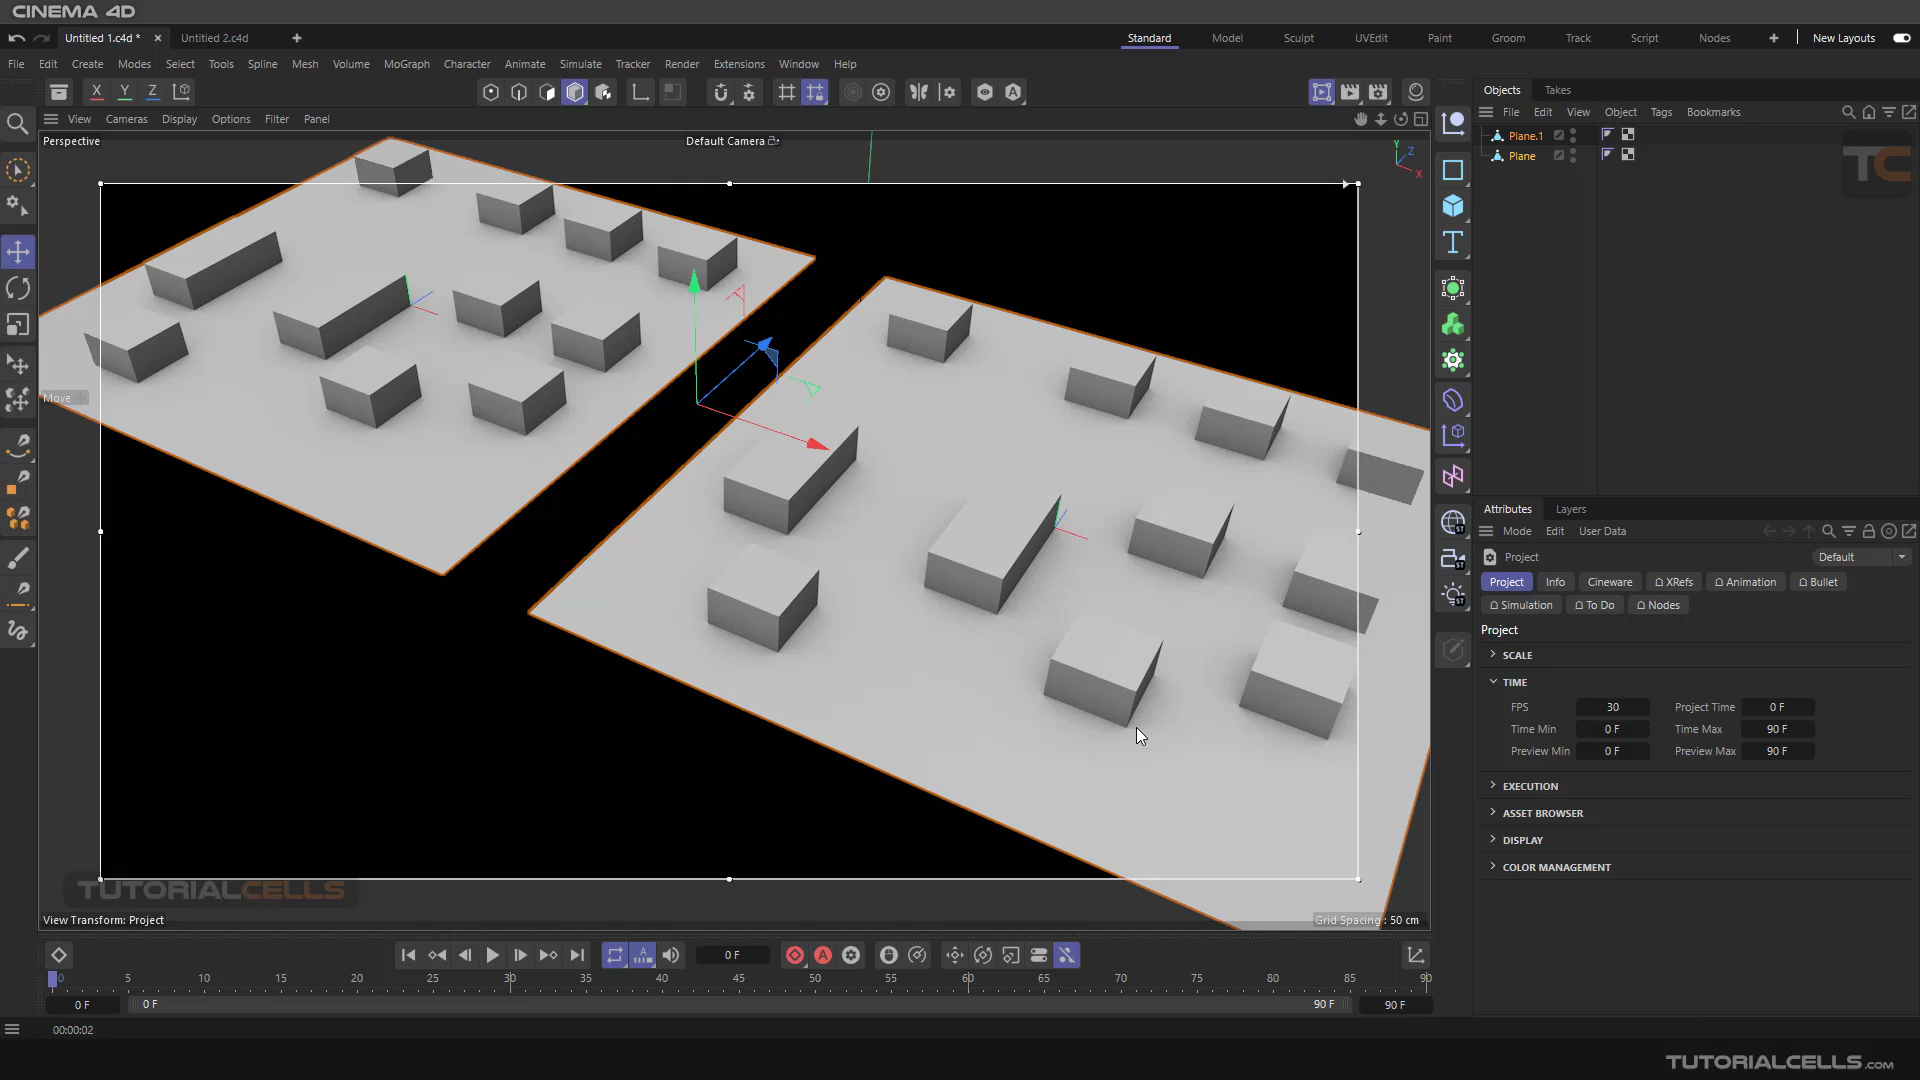 CINEMA 4D
Untitled 1.c4d *
Untitled 2.c4d
Standard
Model
Sculpt
UVEdit
Paint
Groom
Track
Script
Nodes
New Layouts
File Edit Create Modes Select Tools Spline Mesh Volume MoGraph Character Animate Simulate Tracker Render Extensions Window Help
X Y Z
Objects Takes
View Cameras Display Options Filter Panel
File Edit View Object Tags Bookmarks
Perspective
Default Camera
Plane.1
Plane
TC
Y
Z
X
Move
Attributes Layers
Mode Edit User Data
Project
Default
Project Info Cineware XRefs Animation Bullet
Simulation To Do Nodes
Project
SCALE
TIME
FPS 30 Project Time 0 F
Time Min 0 F Time Max 90 F
Preview Min 0 F Preview Max 90 F
EXECUTION
ASSET BROWSER
DISPLAY
COLOR MANAGEMENT
TUTORIALCELLS
View Transform: Project
Grid Spacing : 50 cm
0 F
0 5 10 15 20 25 30 35 40 45 50 55 60 65 70 75 80 85 90
0 F
0 F
90 F
90 F
00:00:02
TUTORIALCELLS.COM